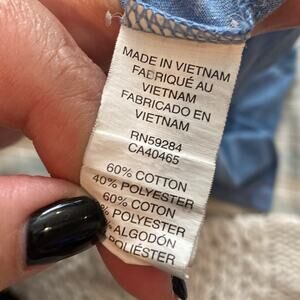 MADE IN VIETNAM
FABRIQUÉ AU
VIETNAM
FABRICADO EN
VIETNAM
RN59284
CA40465
60% COTTON
40% POLYESTER
60% COTON
% POLYESTER
% ALGODÓN
POLIÉSTER